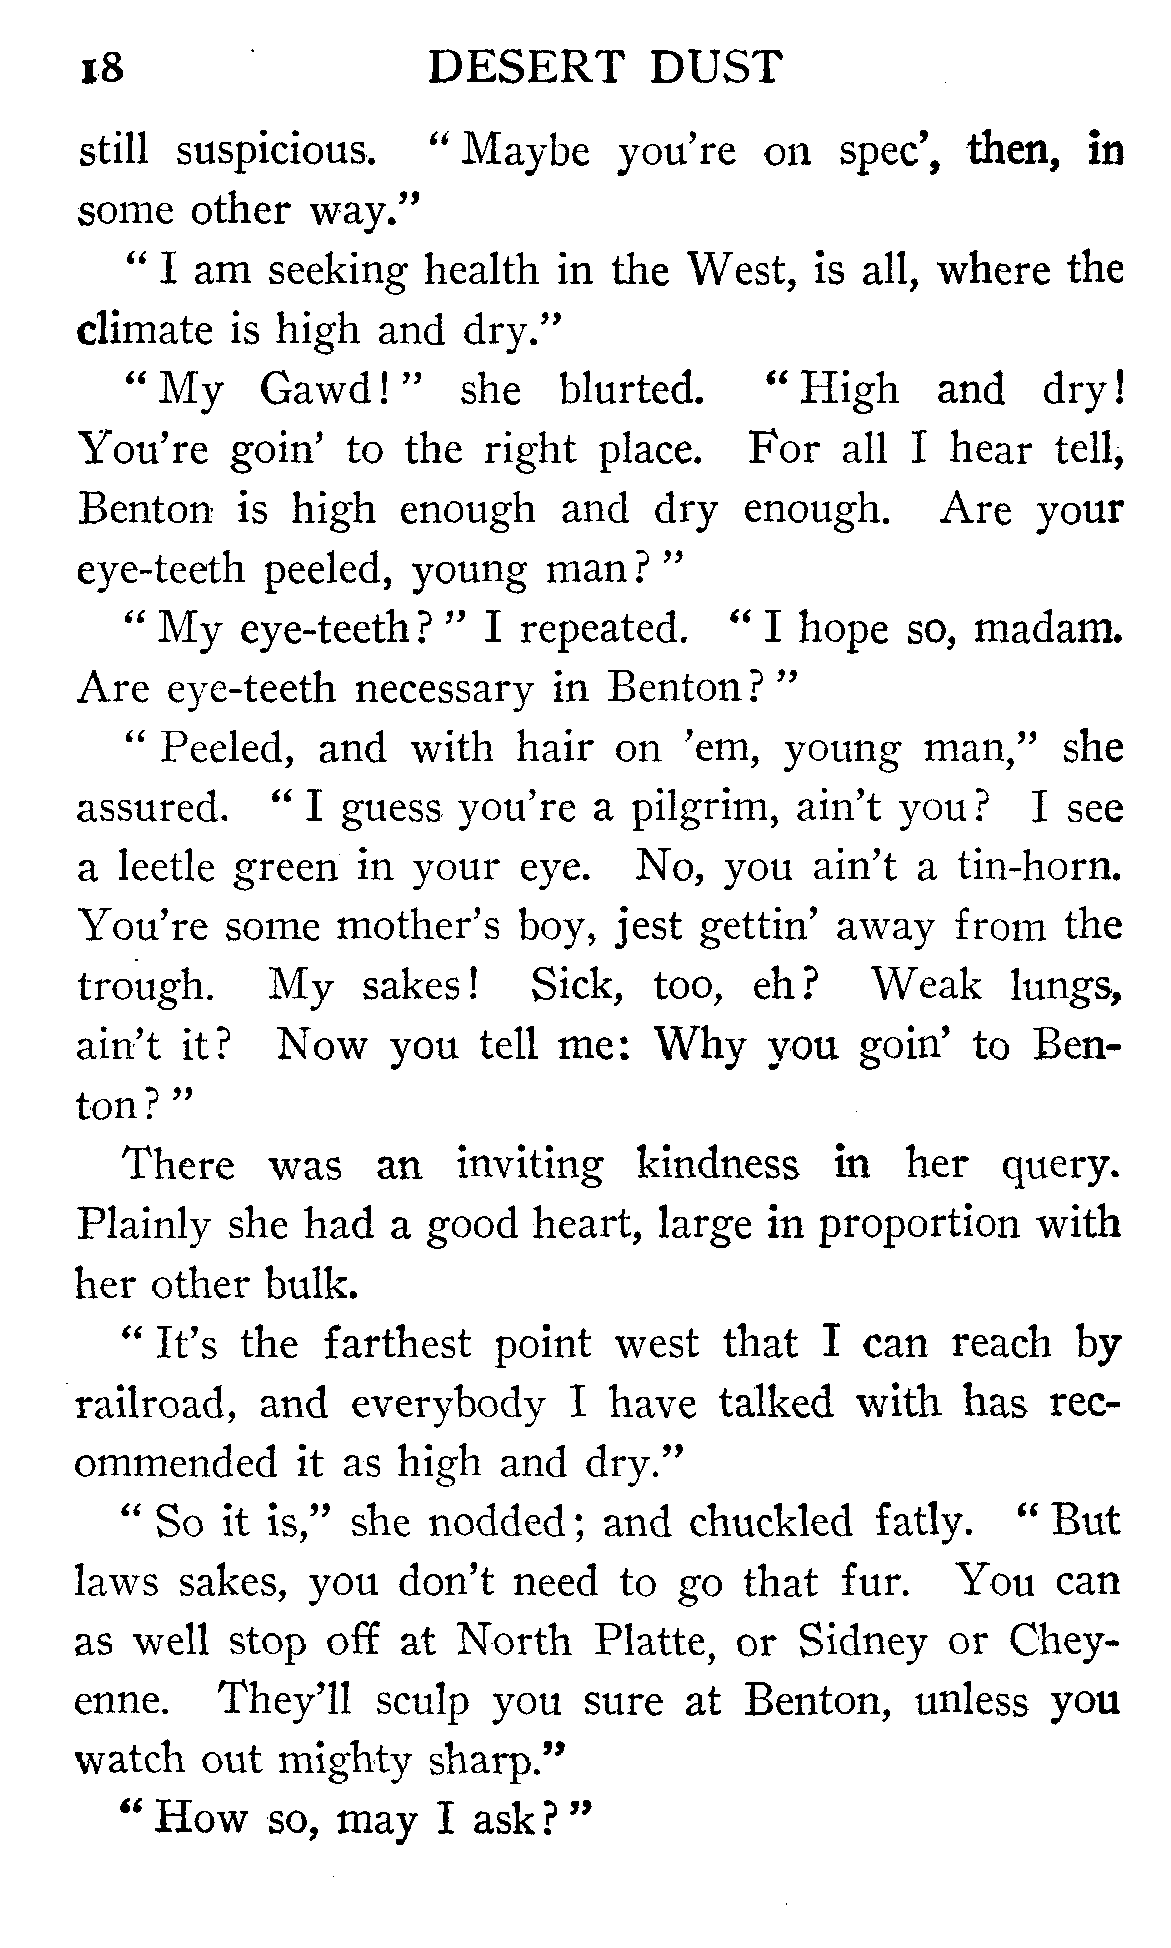 18 DESERT DUST
still suspicious. “ Maybe you’re on spec’, then, in
some other way.”
“ I am seeking health in the West, is all, where the
climate is high and dry.”
“ My Gawd! ” she blurted. “ High and dry!
You’re goin’ to the right place. For all I hear tell,
Benton is high enough and dry enough. Are your
eye-teeth peeled, young man? ”
“ My eye-teeth? ” I repeated. “ I hope so, madam.
Are eye-teeth necessary in Benton? ”
“ Peeled, and with hair on ’em, young man,” she
assured. “ I guess you’re a pilgrim, ain’t you? I see
a leetle green in your eye. No, you ain’t a tin-horn.
You’re some mother’s boy, jest gettin’ away from the
trough. My sakes! Sick, too, eh? Weak lungs,
ain’t it? Now you tell me: Why you goin’ to Ben-
ton? ”
There was an inviting kindness in her query.
Plainly she had a good heart, large in proportion with
her other bulk.
“ It’s the farthest point west that I can reach by
railroad, and everybody I have talked with has rec-
ommended it as high and dry.”
“ So it is,” she nodded; and chuckled fatly. “ But
laws sakes, you don’t need to go that fur. You can
as well stop off at North Platte, or Sidney or Chey-
enne. They’ll sculp you sure at Benton, unless you
watch out mighty sharp.”
“ How so, may I ask? ”